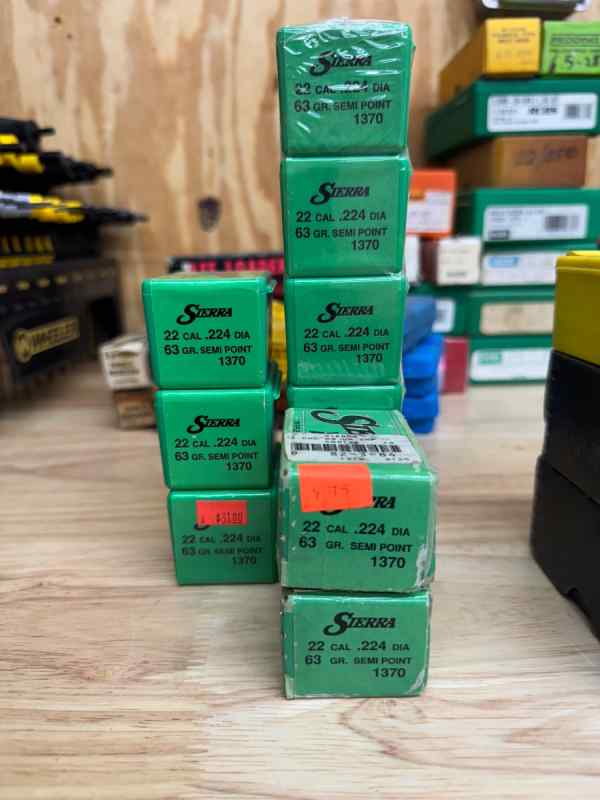 SIERRA
22 CAL .224 DIA
63 GR. SEMI POINT
1370
SIERRA
22 CAL .224 DIA
63 GR. SEMI POINT
1370
SIERRA
22 CAL .224 DIA
63 GR. SEMI POINT
1370
SIERRA
22 CAL .224 DIA
63 GR. SEMI POINT
1370
SIERRA
22 CAL .224 DIA
63 GR. SEMI POINT
1370
$31.00
22 CAL .224 DIA
63 GR. SEMI POINT
1370
22 CAL .224 DIA
63 GR. SEMI POINT
1370
SIERRA
22 CAL .224 DIA
63 GR. SEMI POINT
1370
WHEELER